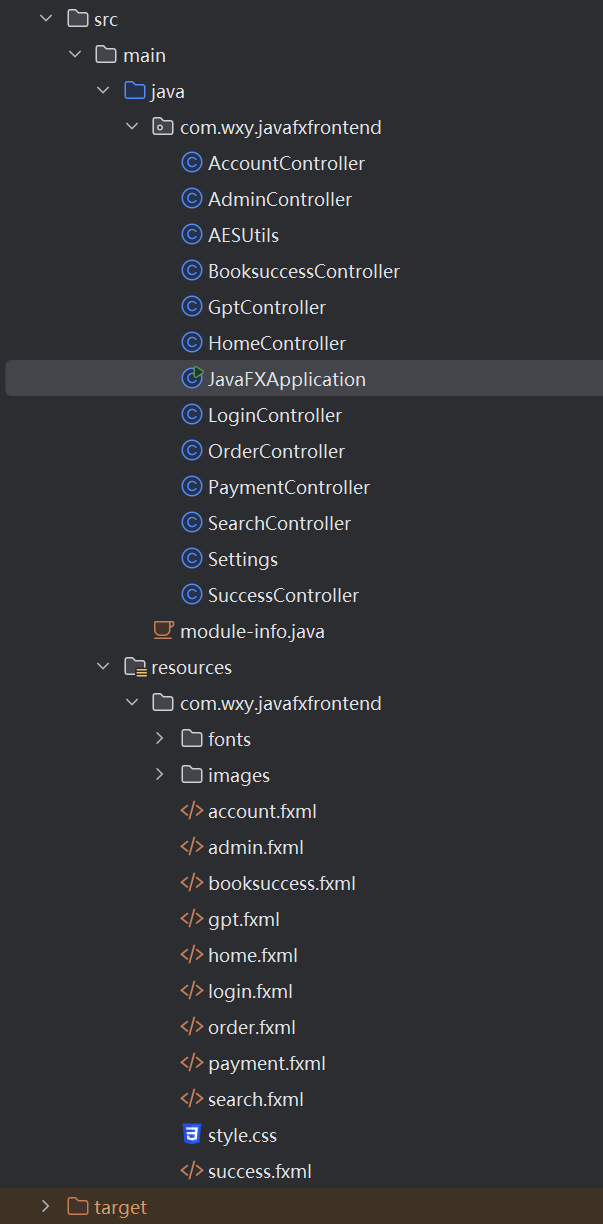 src
main
java
com.wxy.javafxfrontend
AccountController
AdminController
AESUtils
BooksuccessController
GptController
HomeController
JavaFXApplication
LoginController
OrderController
PaymentController
SearchController
Settings
SuccessController
module-info.java
resources
com.wxy.javafxfrontend
fonts
images
account.fxml
admin.fxml
booksuccess.fxml
gpt.fxml
home.fxml
login.fxml
order.fxml
payment.fxml
search.fxml
style.css
success.fxml
target